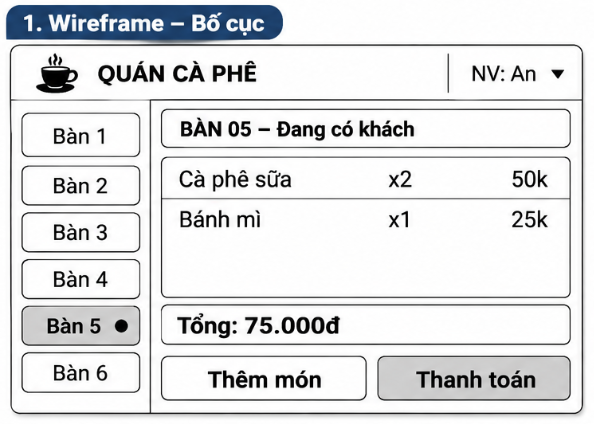 1. Wireframe – Bố cục
QUÁN CÀ PHÊ
NV: An
Bàn 1
Bàn 2
Bàn 3
Bàn 4
Bàn 5
Bàn 6
BÀN 05 – Đang có khách
Cà phê sữa x2 50k
Bánh mì x1 25k
Tổng: 75.000đ
Thêm món
Thanh toán